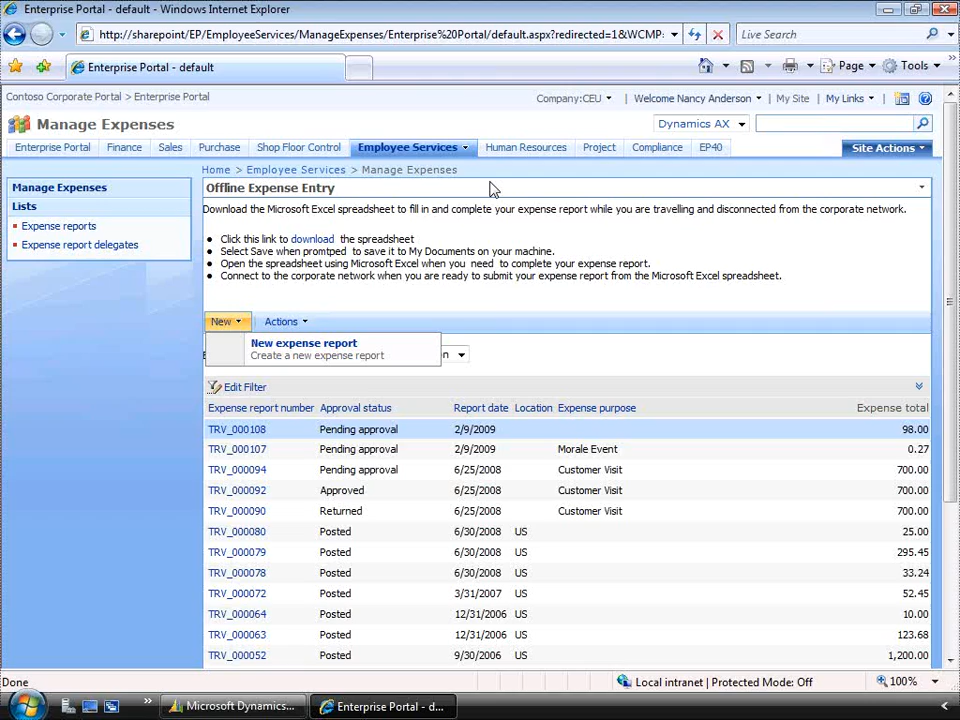 Enterprise Portal - default - Windows Internet Explorer
http://sharepoint/EP/EmployeeServices/ManageExpenses/Enterprise%20Portal/default.aspx?redirected=1&WCMP=
Live Search
Enterprise Portal - default
Page
Tools
Contoso Corporate Portal > Enterprise Portal
Company:CEU
Welcome Nancy Anderson
My Site
My Links
Manage Expenses
Dynamics AX
Enterprise Portal
Finance
Sales
Purchase
Shop Floor Control
Employee Services
Human Resources
Project
Compliance
EP40
Site Actions
Manage Expenses
Lists
Expense reports
Expense report delegates
Home > Employee Services > Manage Expenses
Offline Expense Entry
Download the Microsoft Excel spreadsheet to fill in and complete your expense report while you are travelling and disconnected from the corporate network.
Click this link to download the spreadsheet
Select Save when promtped to save it to My Documents on your machine.
Open the spreadsheet using Microsoft Excel when you need to complete your expense report.
Connect to the corporate network when you are ready to submit your expense report from the Microsoft Excel spreadsheet.
New
Actions
New expense report
Create a new expense report
n
Edit Filter
Expense report number Approval status Report date Location Expense purpose Expense total
TRV_000108 Pending approval 2/9/2009 98.00
TRV_000107 Pending approval 2/9/2009 Morale Event 0.27
TRV_000094 Pending approval 6/25/2008 Customer Visit 700.00
TRV_000092 Approved 6/25/2008 Customer Visit 700.00
TRV_000090 Returned 6/25/2008 Customer Visit 700.00
TRV_000080 Posted 6/30/2008 US 25.00
TRV_000079 Posted 6/30/2008 US 295.45
TRV_000078 Posted 6/30/2008 US 33.24
TRV_000072 Posted 3/31/2007 US 52.45
TRV_000064 Posted 12/31/2006 US 10.00
TRV_000063 Posted 12/31/2006 US 123.68
TRV_000052 Posted 9/30/2006 US 1,200.00
Done
Local intranet | Protected Mode: Off
100%
Microsoft Dynamics...
Enterprise Portal - d...